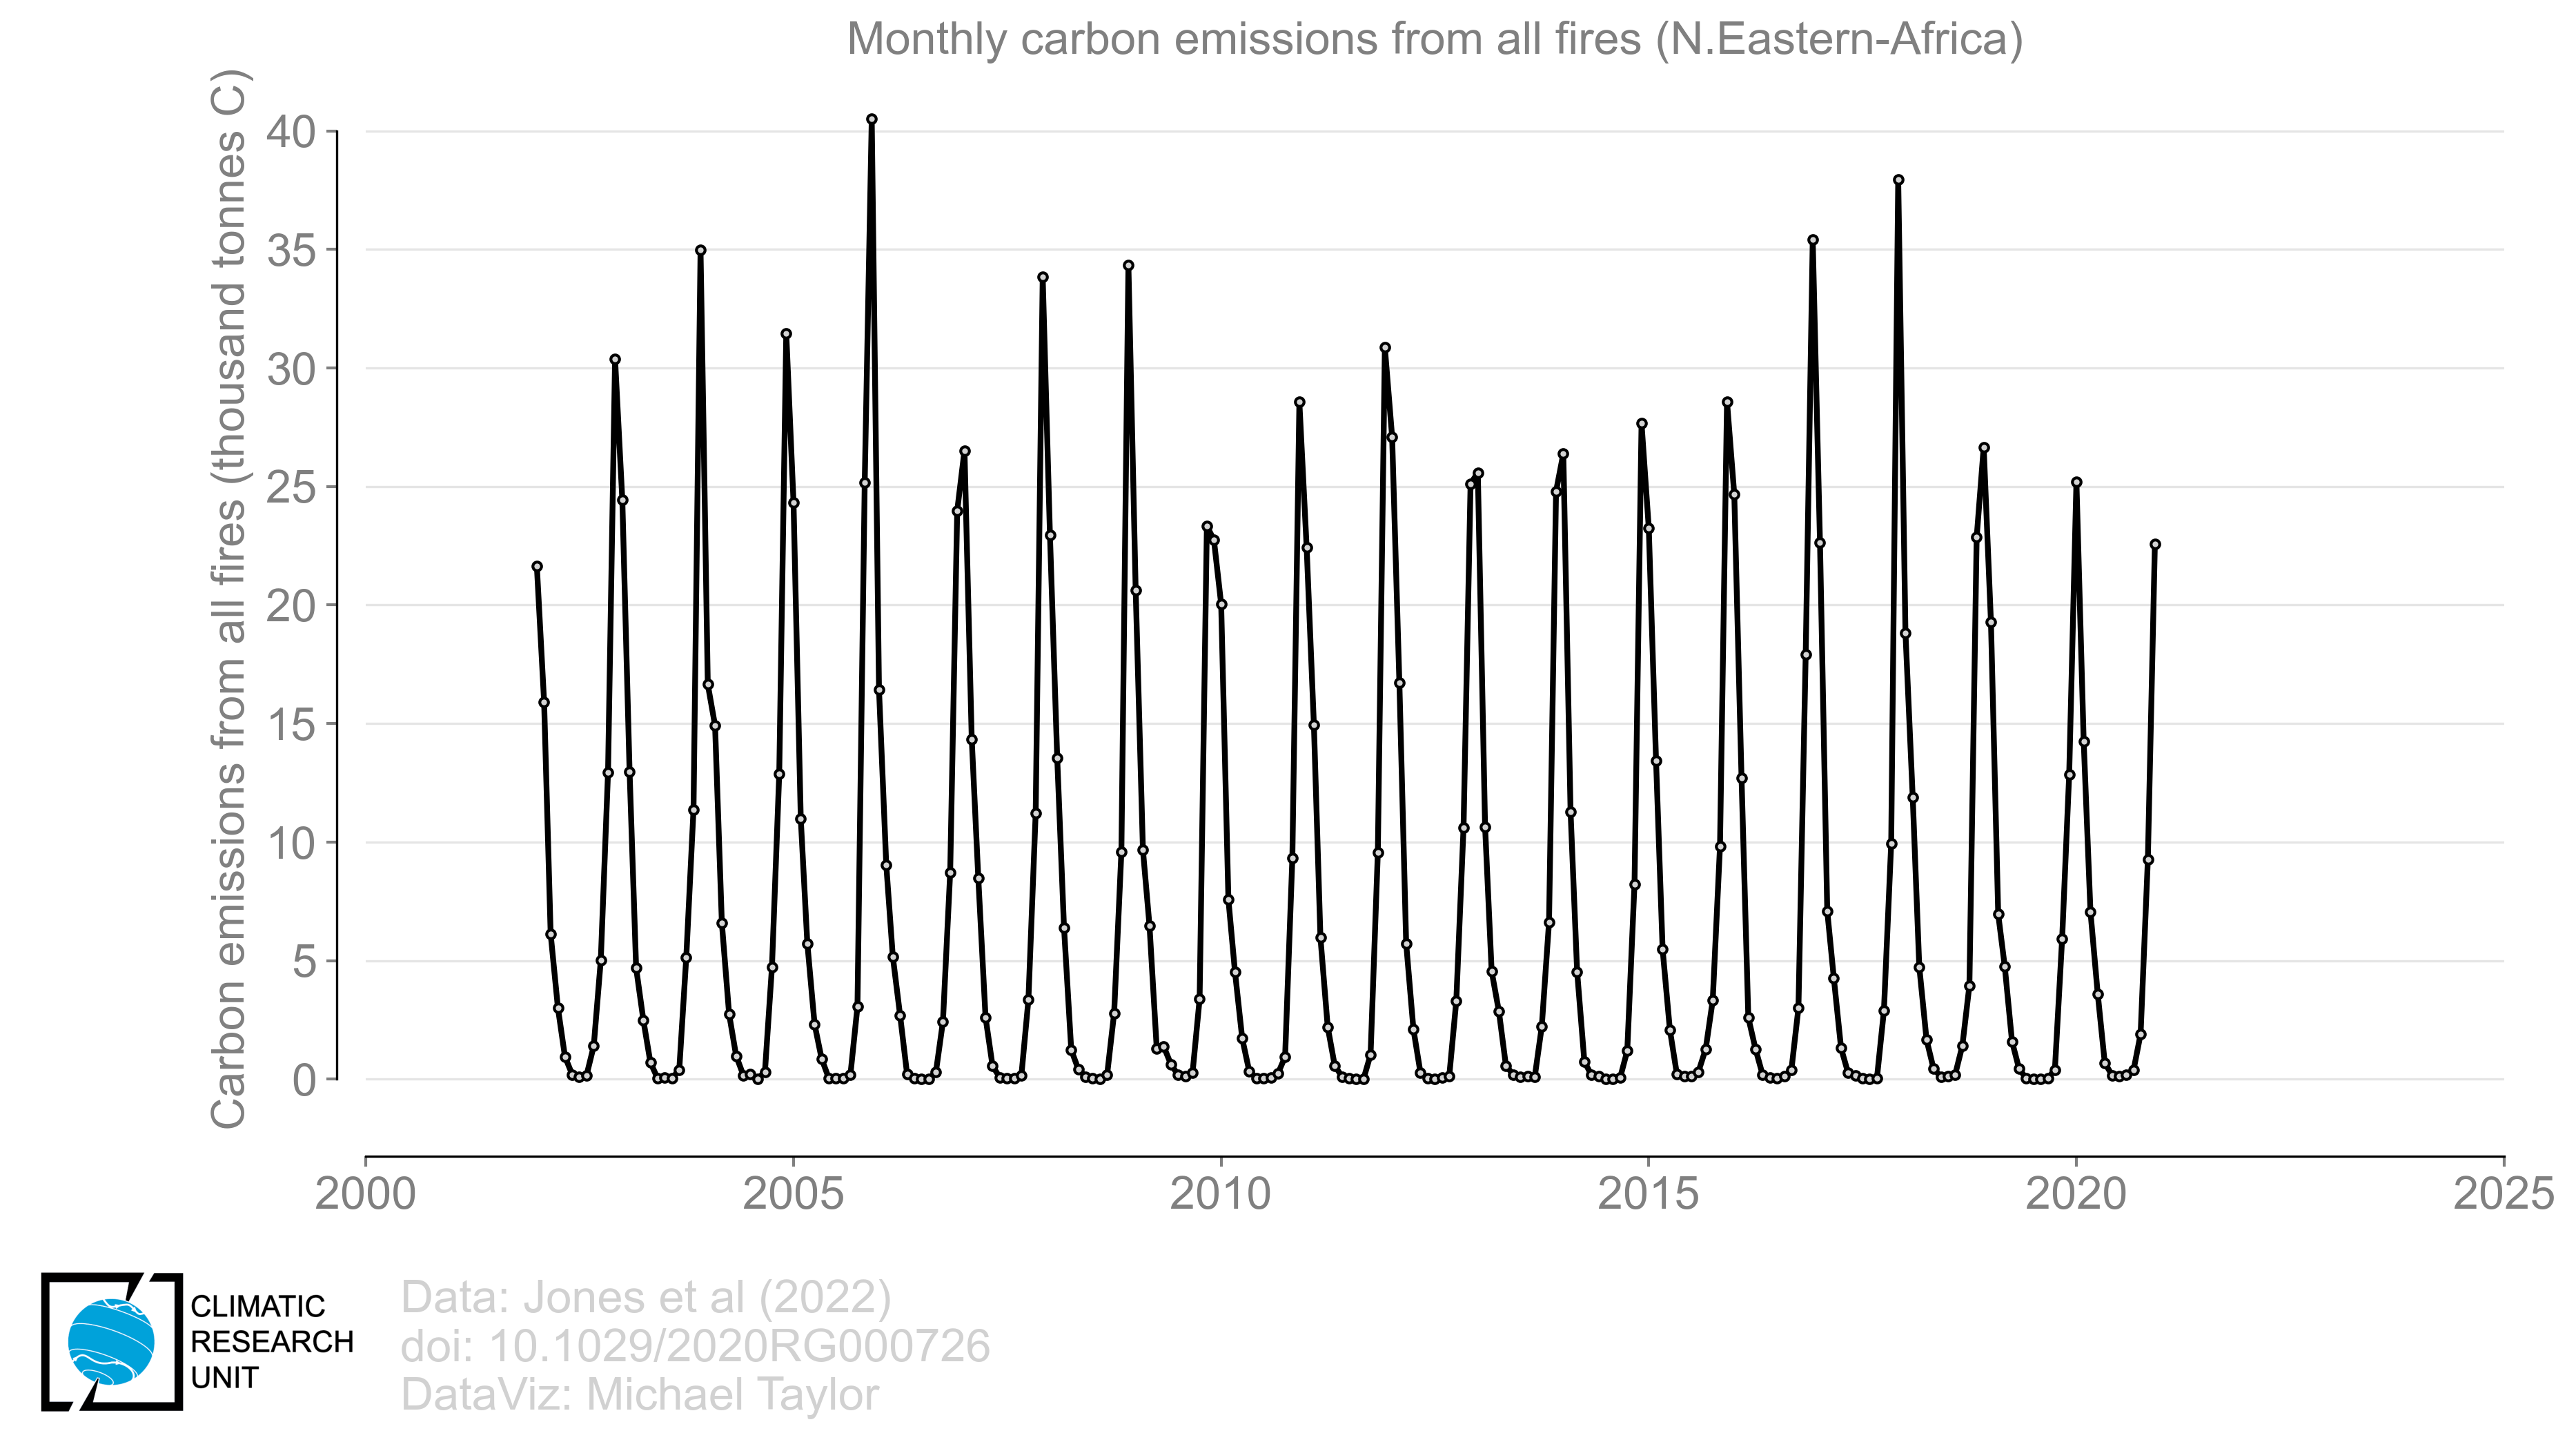 Monthly carbon emissions from all fires (N.Eastern-Africa)
Carbon emissions from all fires (thousand tonnes C)
40
35
30
25
20
15
10
5
0
2000
2005
2010
2015
2020
2025
CLIMATIC
RESEARCH
UNIT
Data: Jones et al (2022)
doi: 10.1029/2020RG000726
DataViz: Michael Taylor